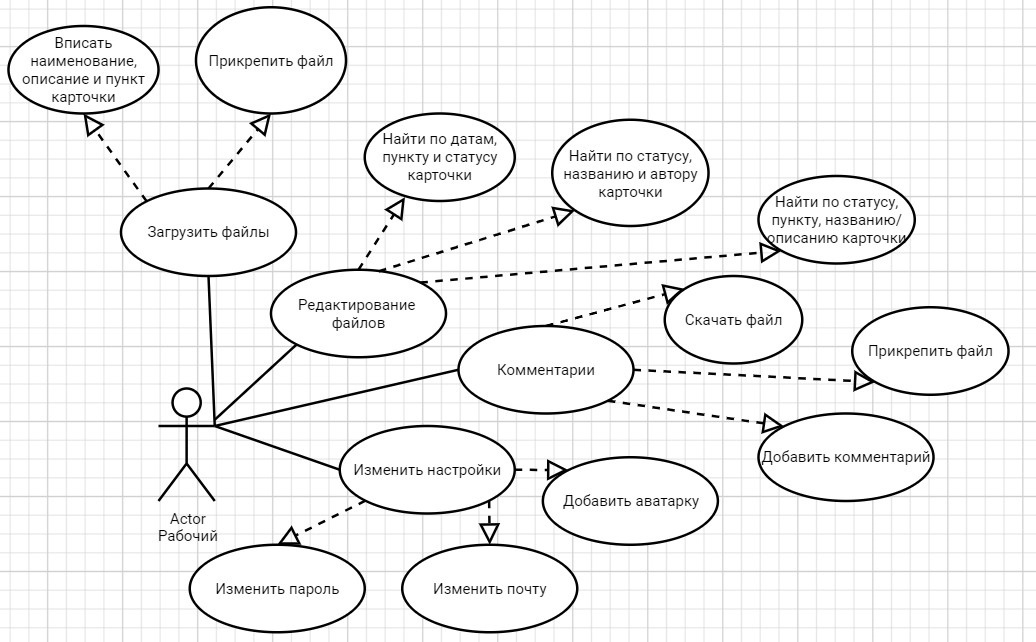 Вписать
наименование,
описание и пункт
карточки
Прикрепить файл
Найти по датам,
пункту и статусу
карточки
Найти по статусу,
названию и автору
карточки
Найти по статусу,
пункту, названию/
описанию карточки
Загрузить файлы
Редактирование
файлов
Скачать файл
Прикрепить файл
Комментарии
Добавить комментарий
Изменить настройки
Добавить аватарку
Actor
Рабочий
Изменить пароль
Изменить почту